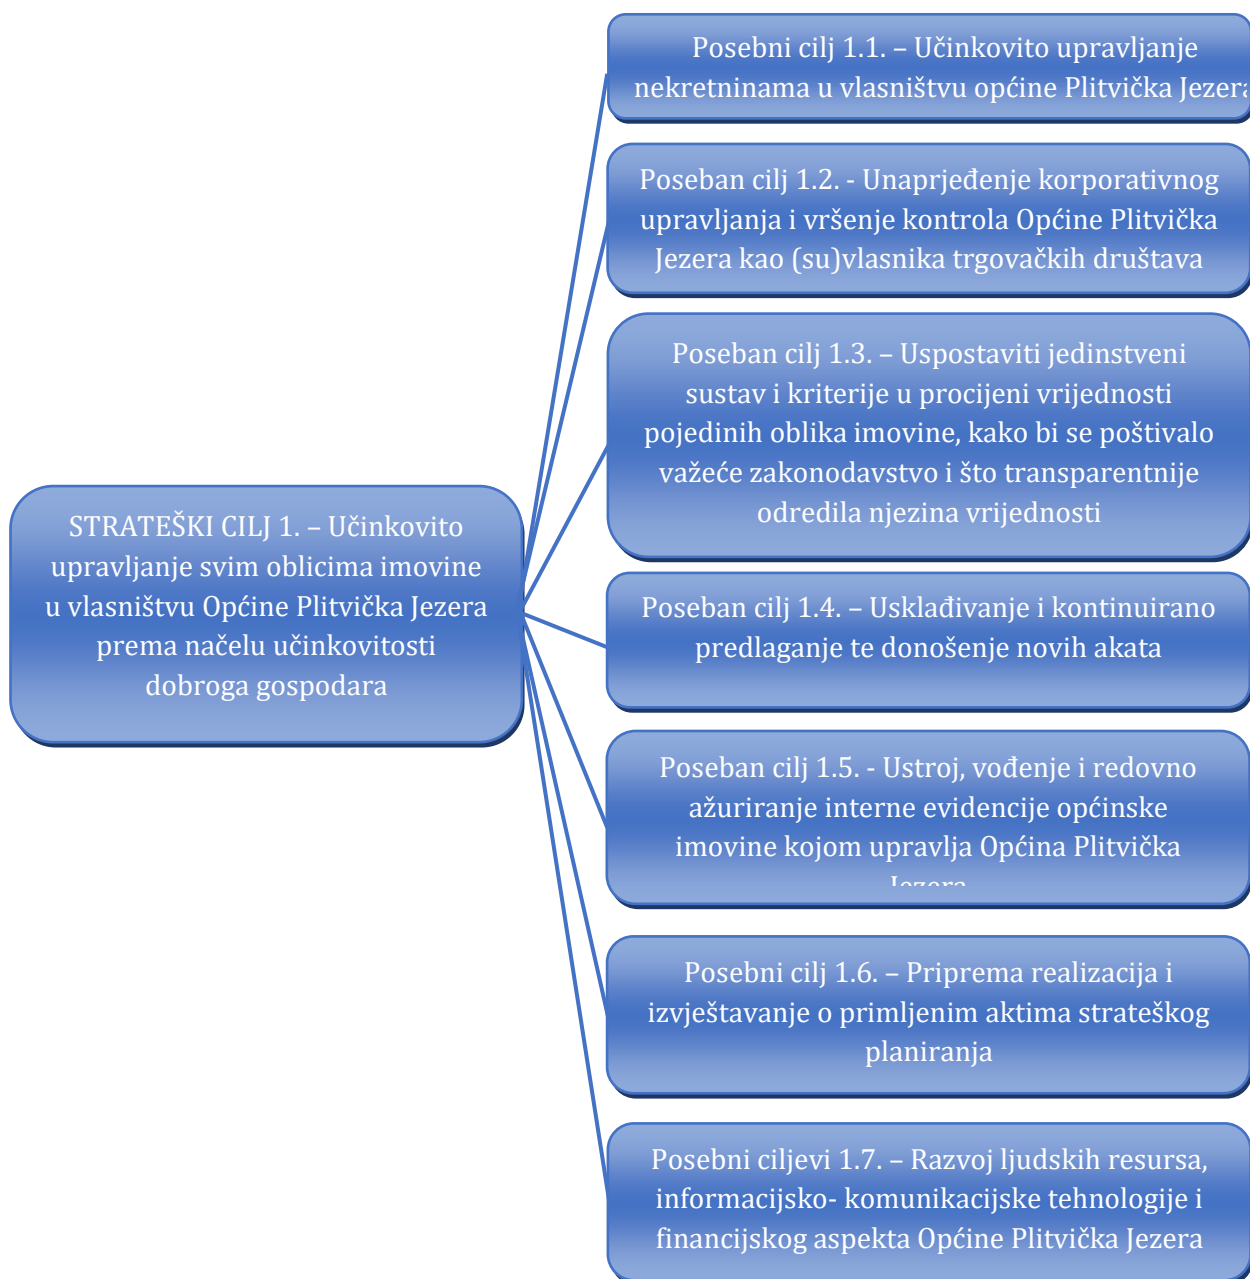 STRATEŠKI CILJ 1. – Učinkovito
upravljanje svim oblicima imovine
u vlasništvu Općine Plitvička Jezera
prema načelu učinkovitosti
dobroga gospodara
Posebni cilj 1.1. – Učinkovito upravljanje
nekretninama u vlasništvu općine Plitvička Jezera
Poseban cilj 1.2. - Unaprjeđenje korporativnog
upravljanja i vršenje kontrola Općine Plitvička
Jezera kao (su)vlasnika trgovačkih društava
Poseban cilj 1.3. – Uspostaviti jedinstveni
sustav i kriterije u procijeni vrijednosti
pojedinih oblika imovine, kako bi se poštivalo
važeće zakonodavstvo i što transparentnije
odredila njezina vrijednosti
Poseban cilj 1.4. – Usklađivanje i kontinuirano
predlaganje te donošenje novih akata
Poseban cilj 1.5. - Ustroj, vođenje i redovno
ažuriranje interne evidencije općinske
imovine kojom upravlja Općina Plitvička
Jezera
Posebni cilj 1.6. – Priprema realizacija i
izvještavanje o primljenim aktima strateškog
planiranja
Posebni ciljevi 1.7. – Razvoj ljudskih resursa,
informacijsko- komunikacijske tehnologije i
financijskog aspekta Općine Plitvička Jezera